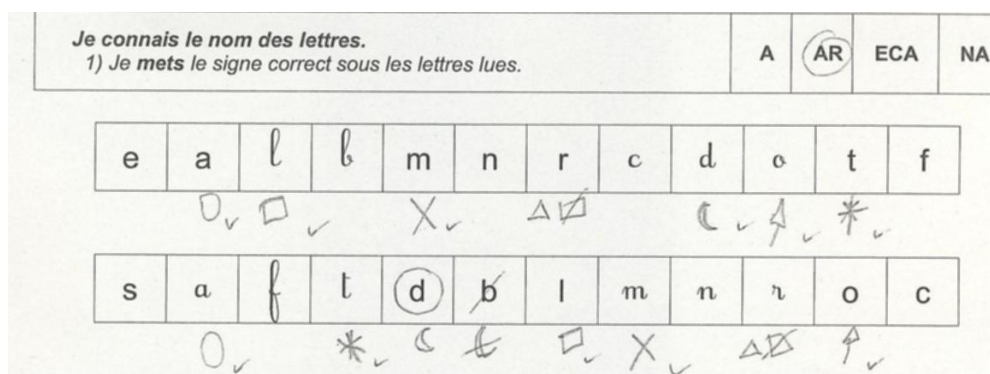 Je connais le nom des lettres.
1) Je mets le signe correct sous les lettres lues.
A AR ECA NA
e a l b m n r c d o t f
s a f t d b l m n r o c